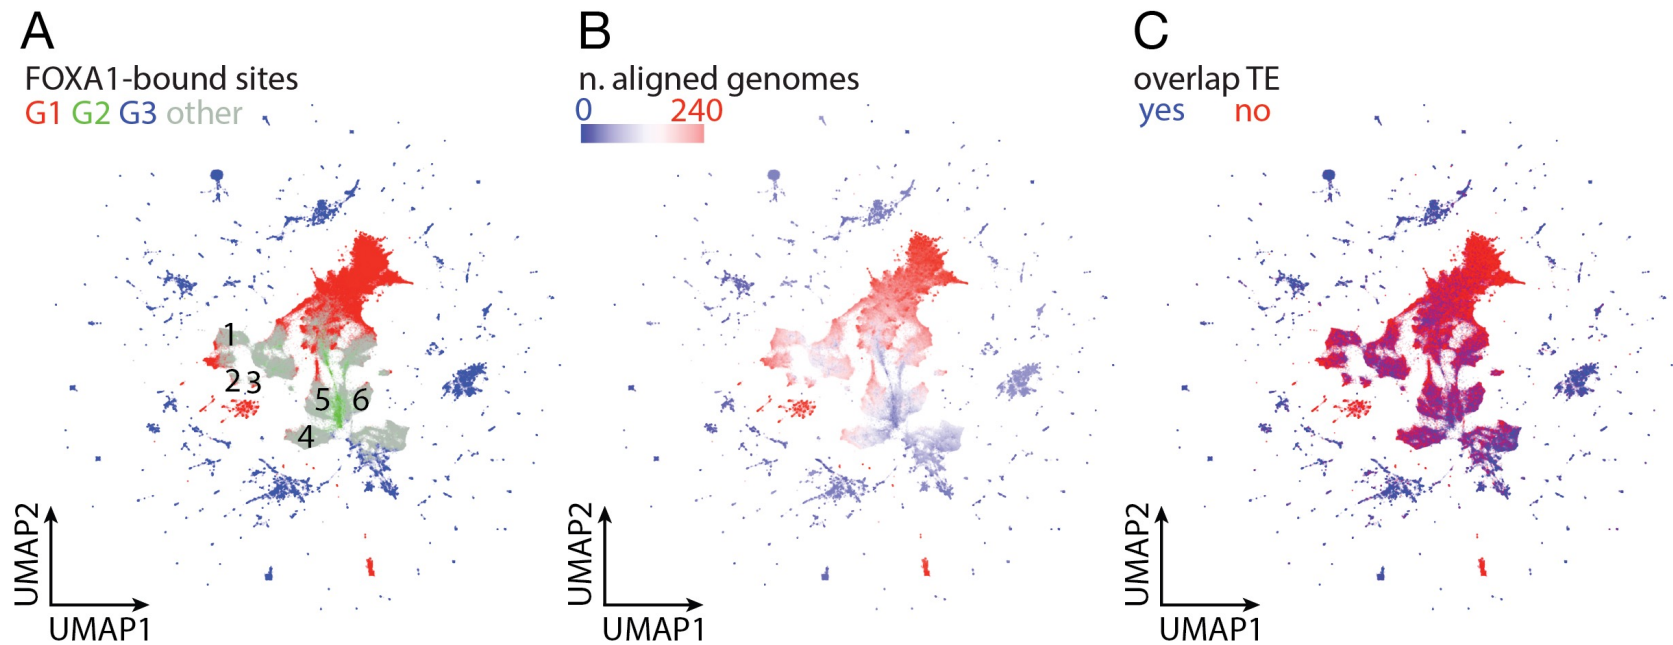 A
FOXA1-bound sites
G1 G2 G3 other
1
2 3
5 6
4
UMAP2
UMAP1
B
n. aligned genomes
0 240
UMAP2
UMAP1
C
overlap TE
yes no
UMAP2
UMAP1